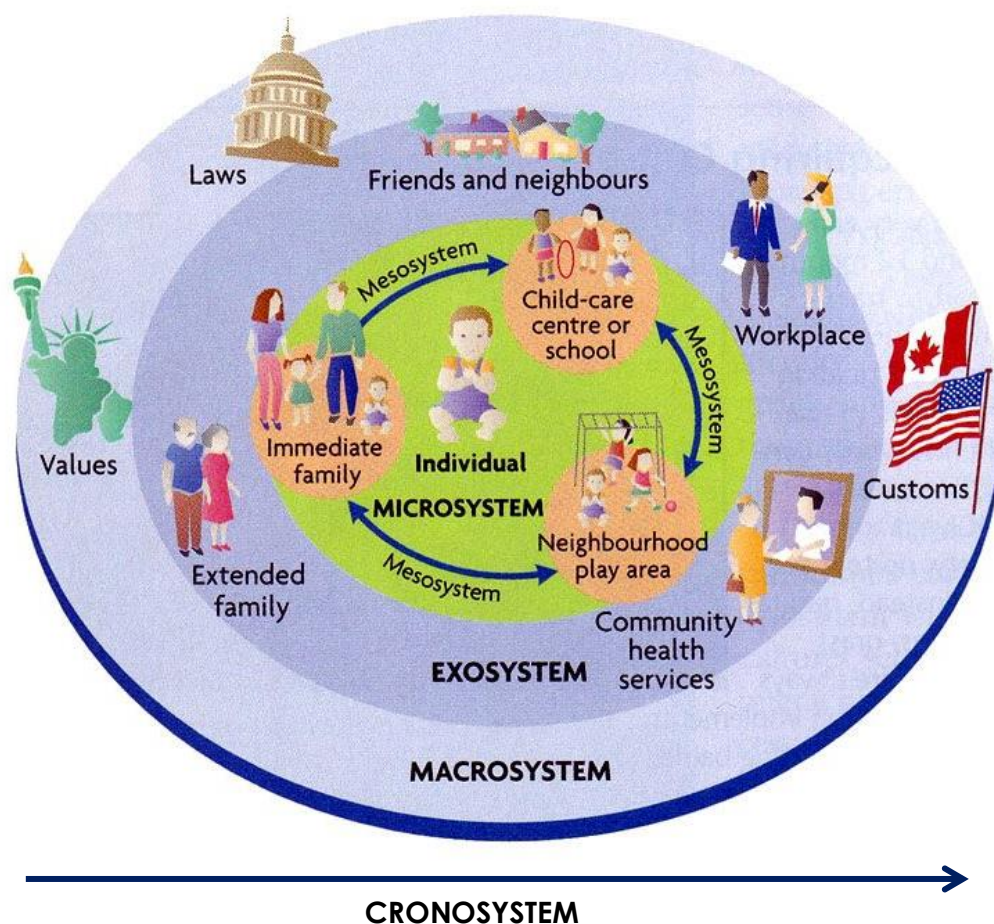 Laws
Friends and neighbours
Mesosystem
Child-care
centre or
school
Workplace
Mesosystem
Values
Immediate
family
Individual
MICROSYSTEM
Customs
Neighbourhood
play area
Mesosystem
Extended
family
Community
health
services
EXOSYSTEM
MACROSYSTEM
CRONOSYSTEM